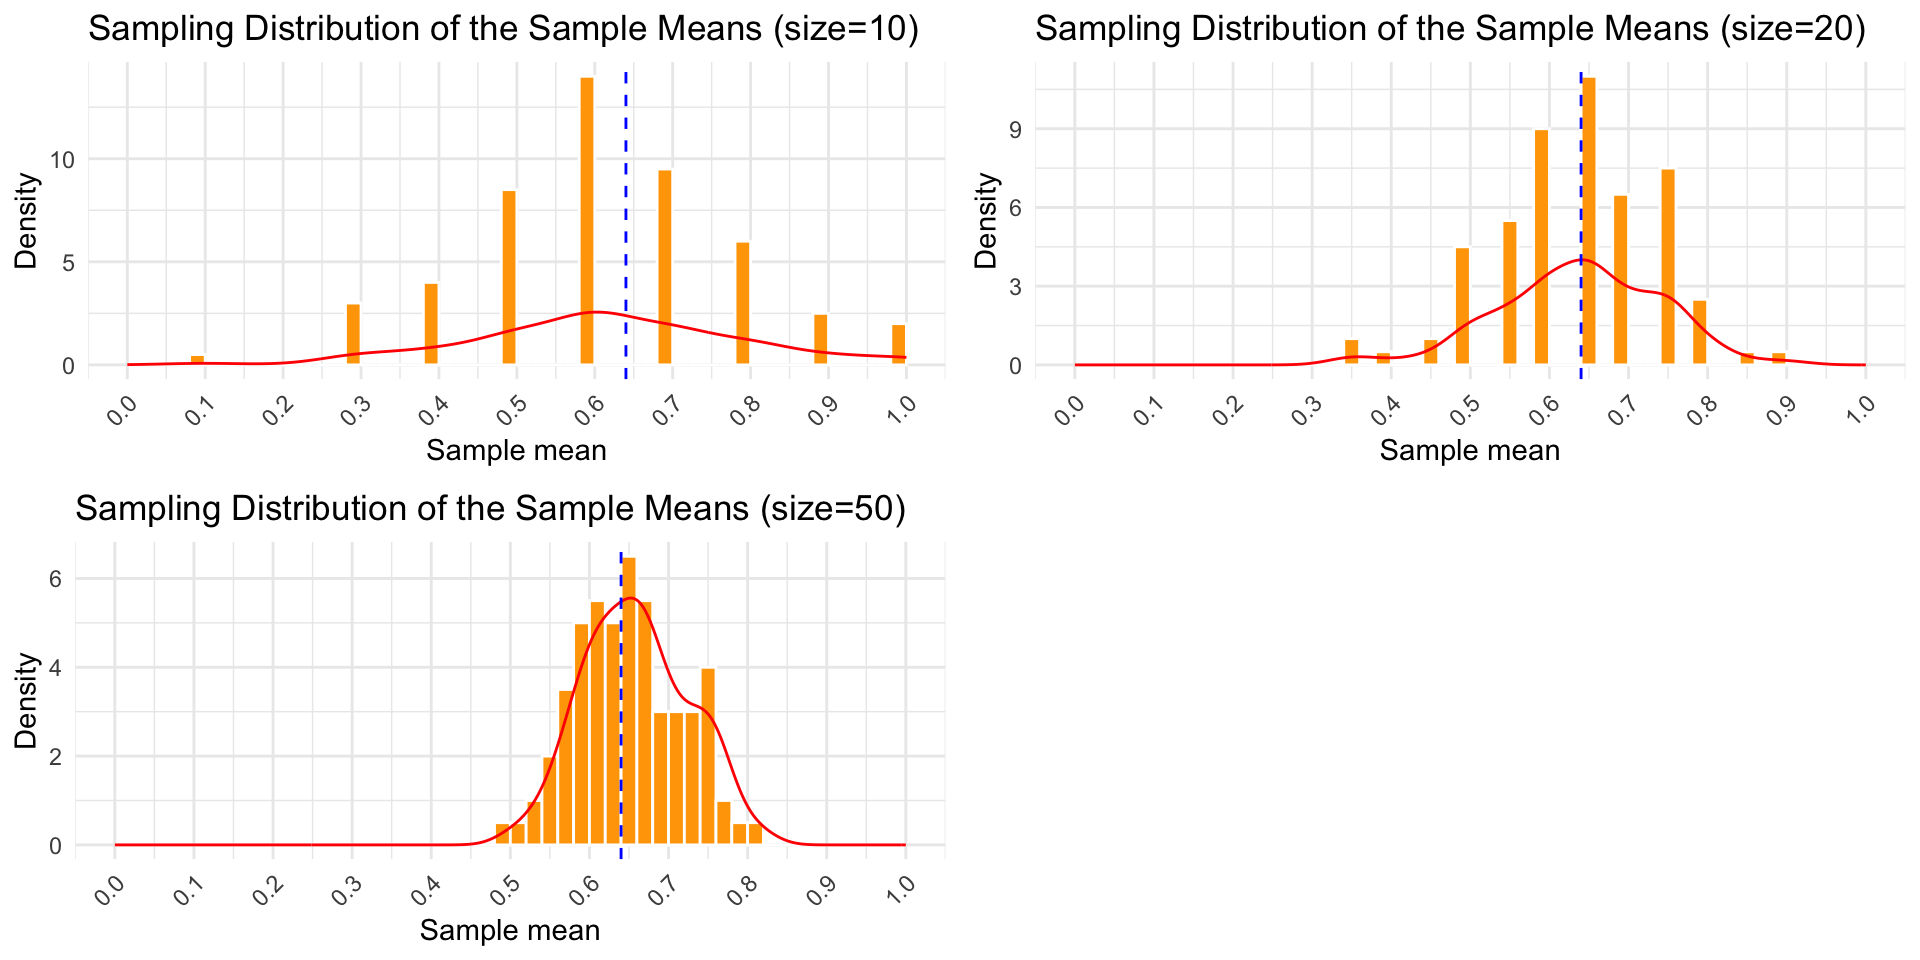 Sampling Distribution of the Sample Means (size=10)
Density
10
5
0
0.0 0.1 0.2 0.3 0.4 0.5 0.6 0.7 0.8 0.9 1.0
Sample mean
Sampling Distribution of the Sample Means (size=20)
Density
9
6
3
0
0.0 0.1 0.2 0.3 0.4 0.5 0.6 0.7 0.8 0.9 1.0
Sample mean
Sampling Distribution of the Sample Means (size=50)
Density
6
4
2
0
0.0 0.1 0.2 0.3 0.4 0.5 0.6 0.7 0.8 0.9 1.0
Sample mean